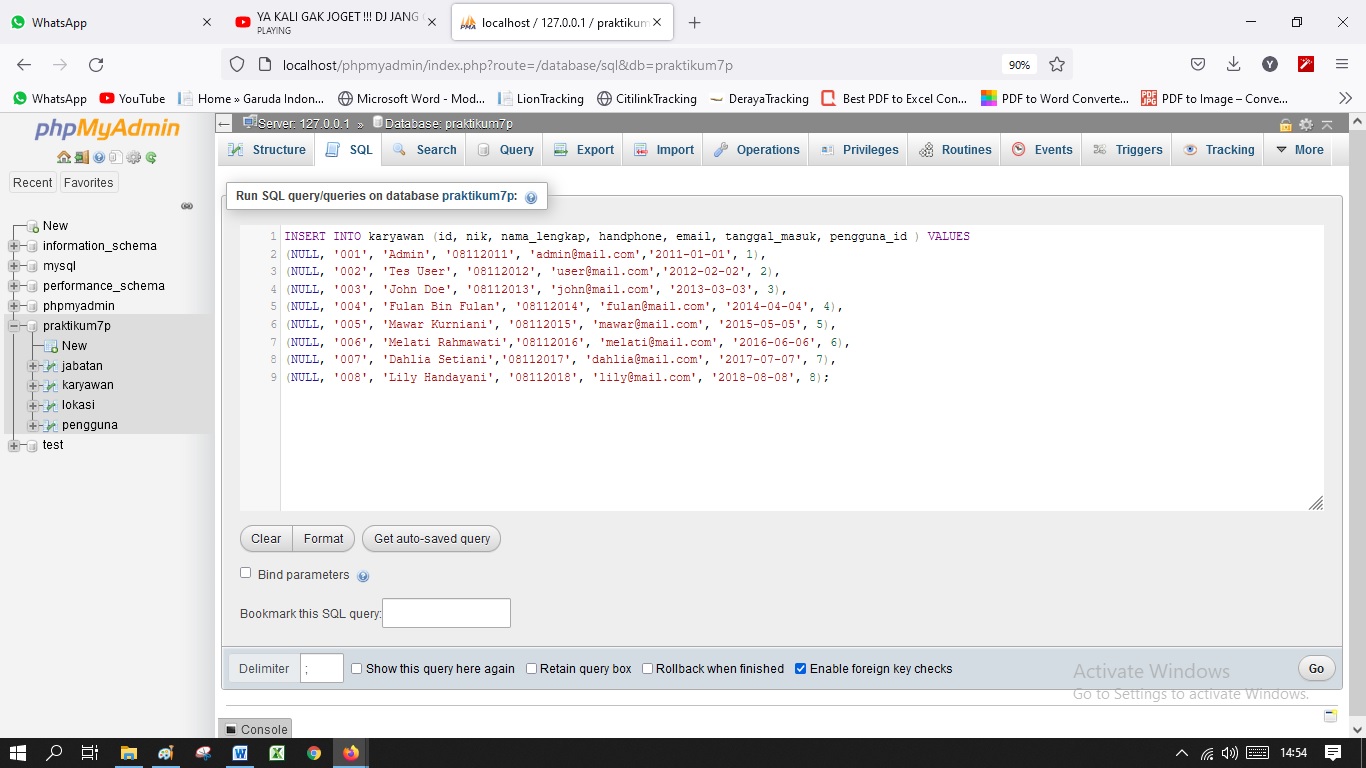 WhatsApp
YA KALI GAK JOGET !!! DJ JANG
PLAYING
localhost / 127.0.0.1 / praktikum
localhost/phpmyadmin/index.php?route=/database/sql&db=praktikum7p
90%
WhatsApp
YouTube
Home » Garuda Indon...
Microsoft Word - Mod...
LionTracking
CitilinkTracking
DerayaTracking
Best PDF to Excel Con...
PDF to Word Converte...
PDF to Image – Conve...
phpMyAdmin
Recent
Favorites
New
information_schema
mysql
performance_schema
phpmyadmin
praktikum7p
New
jabatan
karyawan
lokasi
pengguna
test
Server: 127.0.0.1 » Database: praktikum7p
Structure
SQL
Search
Query
Export
Import
Operations
Privileges
Routines
Events
Triggers
Tracking
More
Run SQL query/queries on database praktikum7p:
1 INSERT INTO karyawan (id, nik, nama_lengkap, handphone, email, tanggal_masuk, pengguna_id ) VALUES
2 (NULL, '001', 'Admin', '08112011', 'admin@mail.com','2011-01-01', 1),
3 (NULL, '002', 'Tes User', '08112012', 'user@mail.com','2012-02-02', 2),
4 (NULL, '003', 'John Doe', '08112013', 'john@mail.com', '2013-03-03', 3),
5 (NULL, '004', 'Fulan Bin Fulan', '08112014', 'fulan@mail.com', '2014-04-04', 4),
6 (NULL, '005', 'Mawar Kurniani', '08112015', 'mawar@mail.com', '2015-05-05', 5),
7 (NULL, '006', 'Melati Rahmawati','08112016', 'melati@mail.com', '2016-06-06', 6),
8 (NULL, '007', 'Dahlia Setiani','08112017', 'dahlia@mail.com', '2017-07-07', 7),
9 (NULL, '008', 'Lily Handayani', '08112018', 'lily@mail.com', '2018-08-08', 8);
Clear
Format
Get auto-saved query
Bind parameters
Bookmark this SQL query:
Delimiter ;
Show this query here again
Retain query box
Rollback when finished
Enable foreign key checks
Go
Activate Windows
Go to Settings to activate Windows.
Console
14:54